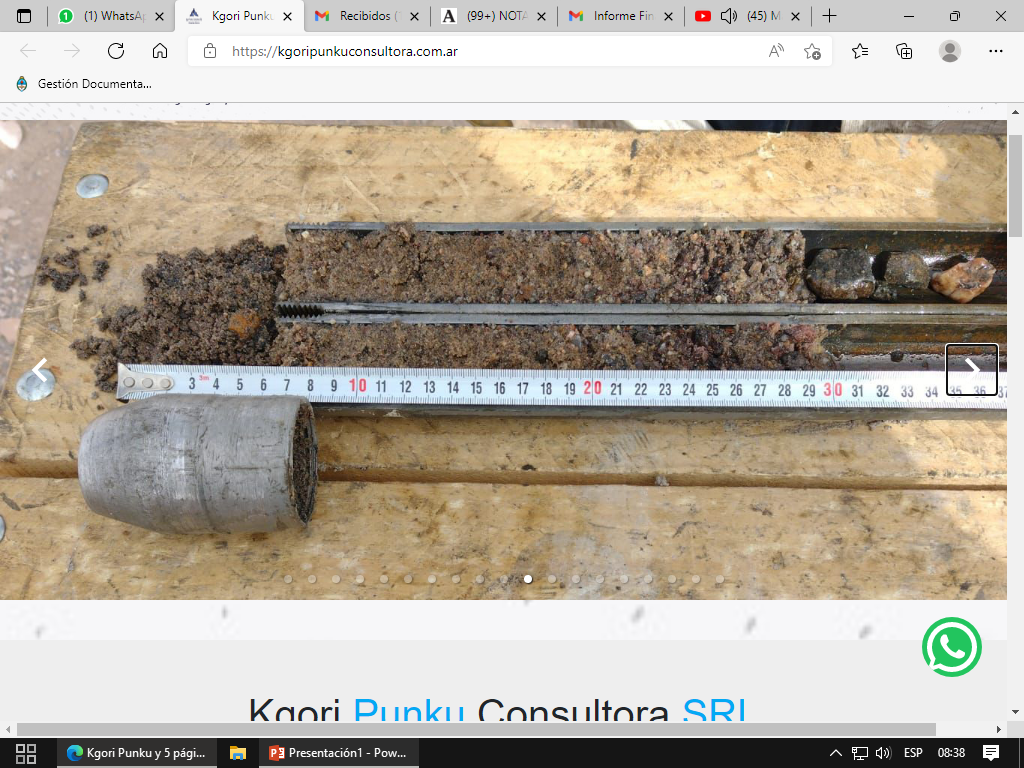 (1) WhatsA
Kgori Punku
Recibidos (
(99+) NOTA
Informe Fin
(45) M
https://kgoripunkuconsultora.com.ar
Gestión Documenta...
3 3m 4 5 6 7 8 9 10 11 12 13 14 15 16 17 18 19 20 21 22 23 24 25 26 27 28 29 30 31 32 33 34 35 36 37
Kgori Punku Consultora SRL
Kgori Punku y 5 pági...
Presentación1 - Pow...
ESP
08:38